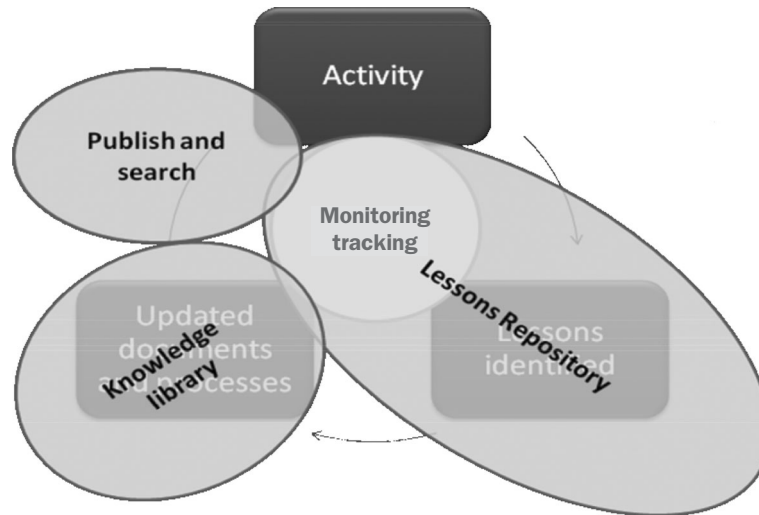 Activity
Publish and
search
Monitoring
tracking
Lessons Repository
Updated
documents
and processes
Knowledge
library
Lessons
identified